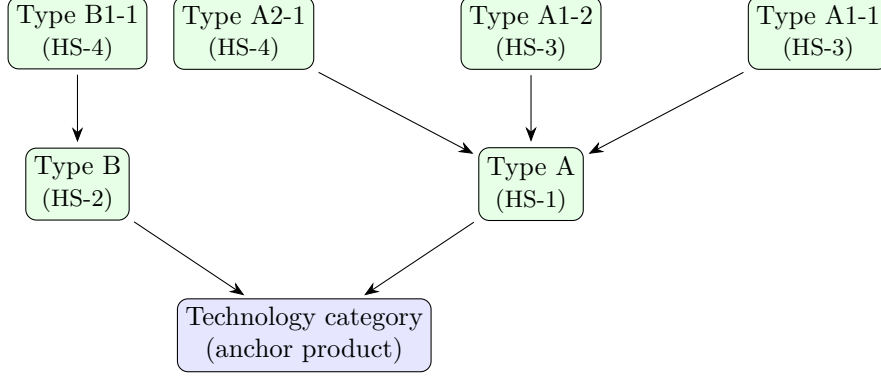 Type B1-1
(HS-4)
Type A2-1
(HS-4)
Type A1-2
(HS-3)
Type A1-1
(HS-3)
Type B
(HS-2)
Type A
(HS-1)
Technology category
(anchor product)